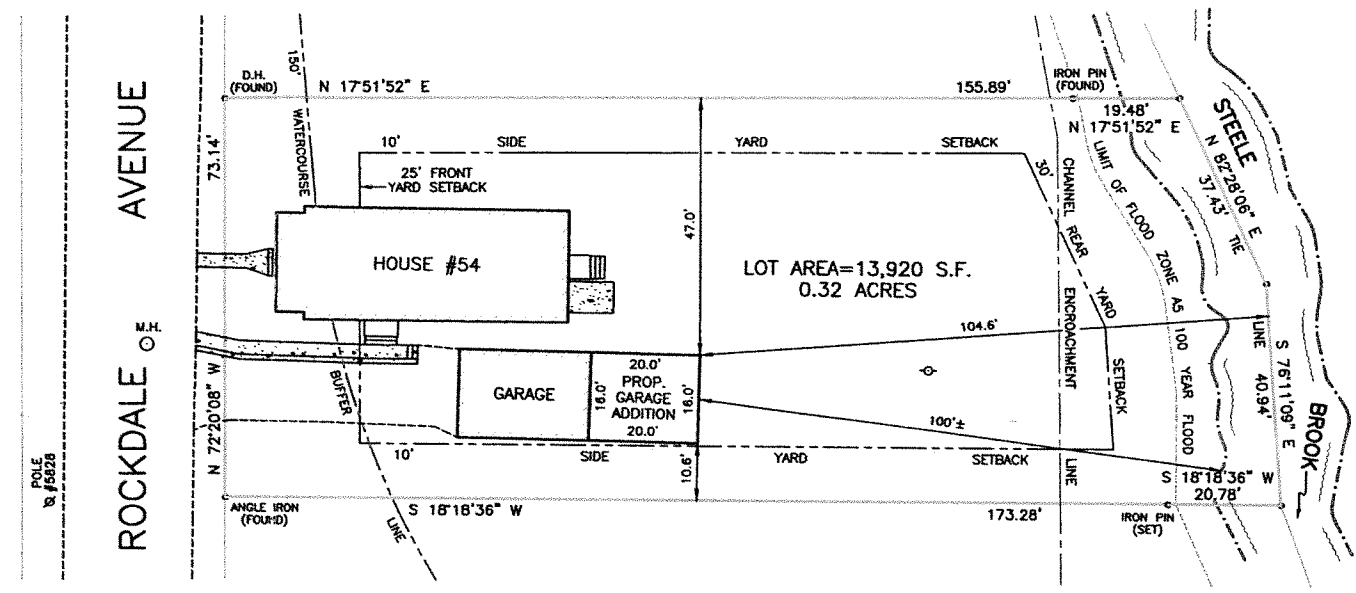 ROCKDALE AVENUE
POLE
#5828
M.H.
D.H.
(FOUND)
N 17°51'52" E
155.89'
IRON PIN
(FOUND)
19.48'
N 17°51'52" E
73.14'
N 72°20'08" W
150' WATERCOURSE BUFFER LINE
10' SIDE YARD SETBACK
25' FRONT
YARD SETBACK
HOUSE #54
47.0'
LOT AREA=13,920 S.F.
0.32 ACRES
30' CHANNEL ENCROACHMENT LINE
REAR YARD SETBACK
LIMIT OF FLOOD ZONE A5 100 YEAR FLOOD
STEELE BROOK
N 82°28'06" E
37.43' TIE LINE
S 76°11'09" E
40.94'
104.6'
100'±
GARAGE
20.0'
16.0'
PROP.
GARAGE
ADDITION
16.0'
20.0'
10.6'
10' SIDE YARD SETBACK
S 18°18'36" W
20.78'
ANGLE IRON
(FOUND)
S 18°18'36" W
173.28'
IRON PIN
(SET)